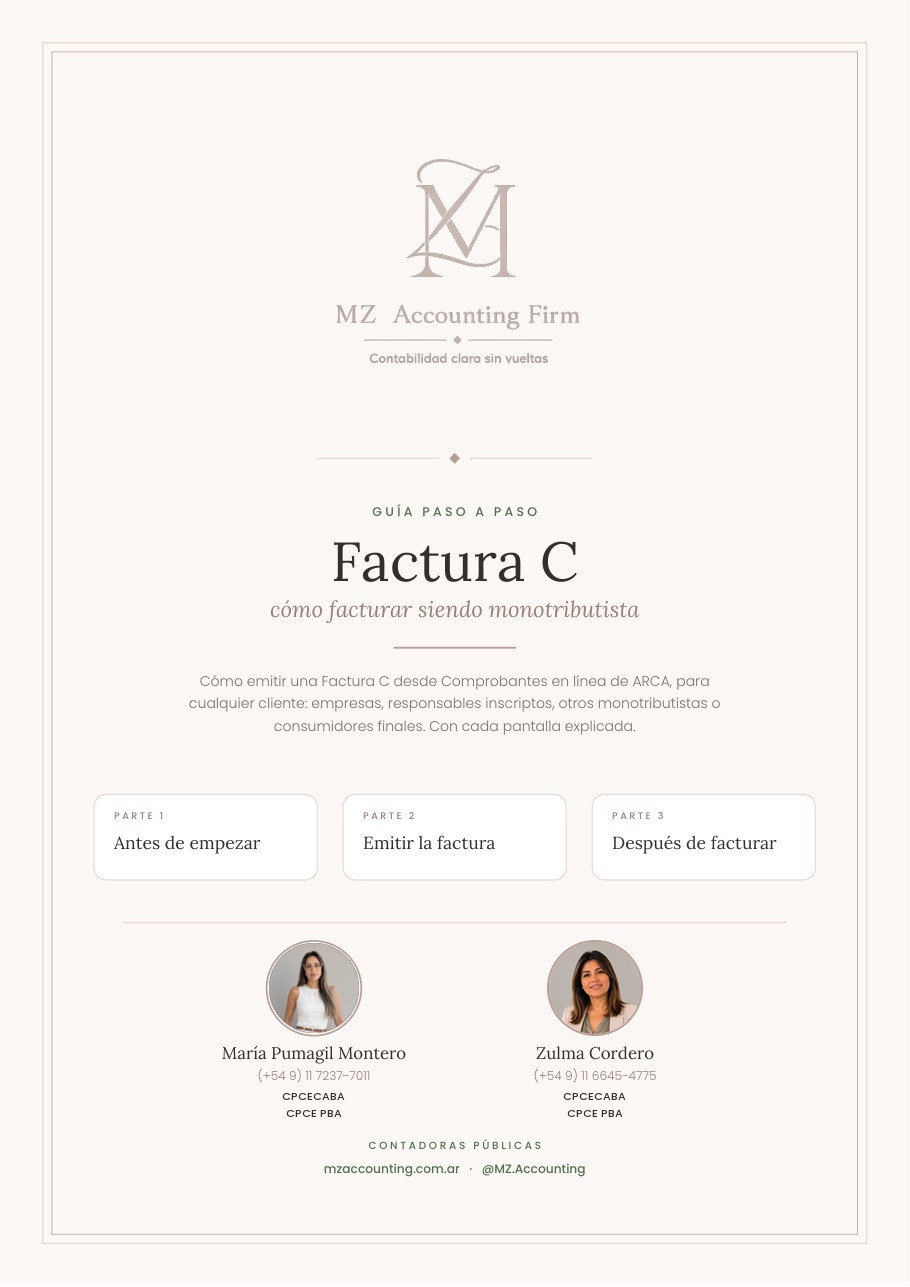 MZ Accounting Firm
Contabilidad clara sin vueltas
GUÍA PASO A PASO
Factura C
cómo facturar siendo monotributista
Cómo emitir una Factura C desde Comprobantes en línea de ARCA, para
cualquier cliente: empresas, responsables inscriptos, otros monotributistas o
consumidores finales. Con cada pantalla explicada.
PARTE 1
Antes de empezar
PARTE 2
Emitir la factura
PARTE 3
Después de facturar
María Pumagil Montero
(+54 9) 11 7237-7011
CPCECABA
CPCE PBA
Zulma Cordero
(+54 9) 11 6645-4775
CPCECABA
CPCE PBA
CONTADORAS PÚBLICAS
mzaccounting.com.ar · @MZ.Accounting